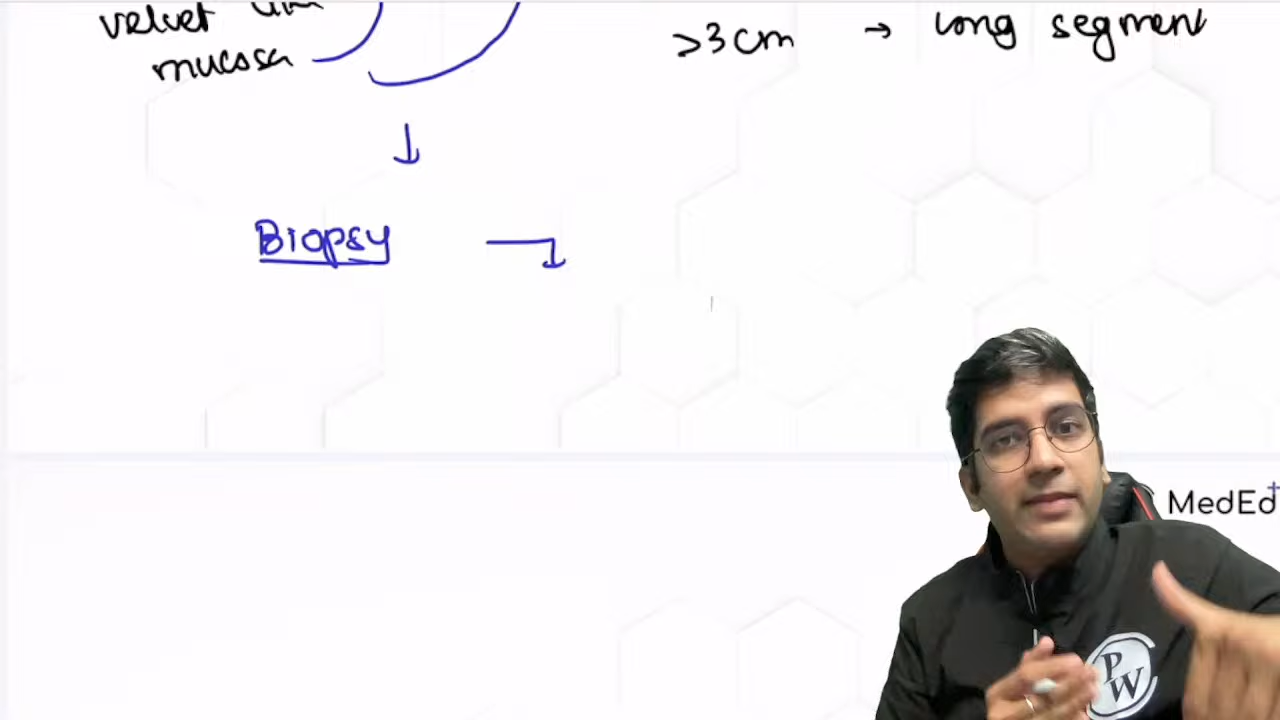 velvet
mucosa
>3cm → long segment
↓
Biopsy
MedEd+
PW